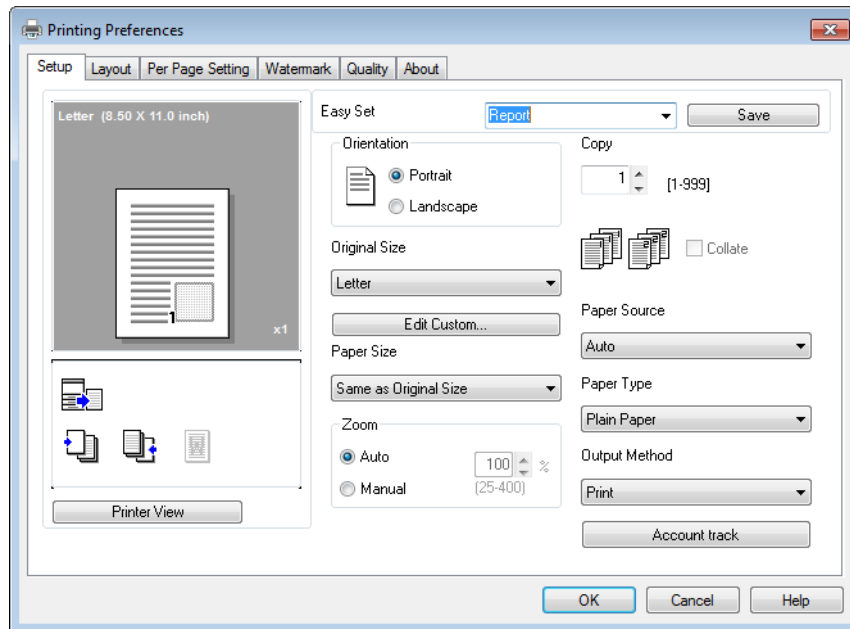 Printing Preferences
Setup Layout Per Page Setting Watermark Quality About
Letter (8.50 X 11.0 inch)
1
x1
Printer View
Easy Set Report Save
Orientation
Portrait
Landscape
Original Size
Letter
Edit Custom...
Paper Size
Same as Original Size
Zoom
Auto
Manual
100 %
(25-400)
Copy
1 [1-999]
Collate
Paper Source
Auto
Paper Type
Plain Paper
Output Method
Print
Account track
OK Cancel Help